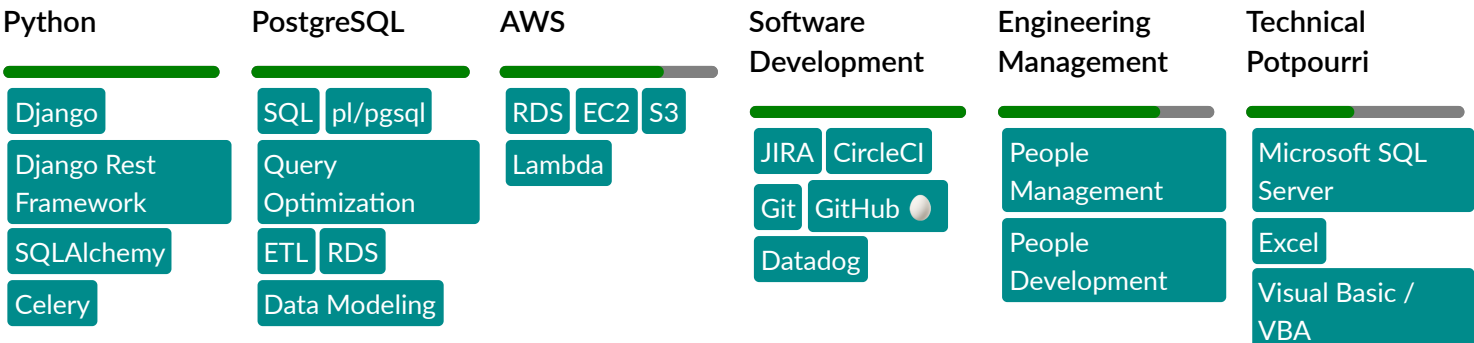 Python
Django
Django Rest
Framework
SQLAlchemy
Celery
PostgreSQL
SQL pl/pgsql
Query
Optimization
ETL RDS
Data Modeling
AWS
RDS EC2 S3
Lambda
Software
Development
JIRA CircleCI
Git GitHub 🥚
Datadog
Engineering
Management
People
Management
People
Development
Technical
Potpourri
Microsoft SQL
Server
Excel
Visual Basic /
VBA